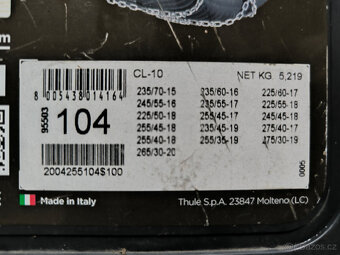 m
CL-10
NET KG 5,219
8 005438 014164
95503
104
235/70-15 235/60-16 225/60-17
245/55-16 235/55-17 225/55-18
225/50-18 255/45-17 245/45-18
255/45-18 235/45-19 275/40-17
255/40-18 255/35-19 275/30-19
265/30-20
2004255104$100
0005
Made in Italy
Thule S.p.A. 23847 Molteno (LC)